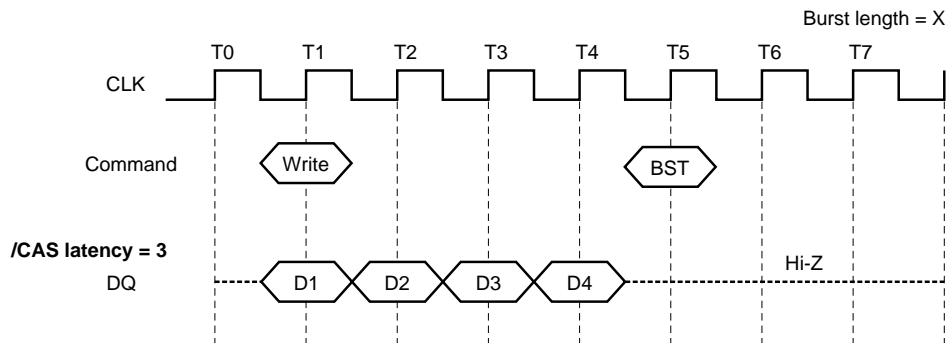 Burst length = X
T0 T1 T2 T3 T4 T5 T6 T7
CLK
Command Write BST
/CAS latency = 3
Hi-Z
DQ D1 D2 D3 D4